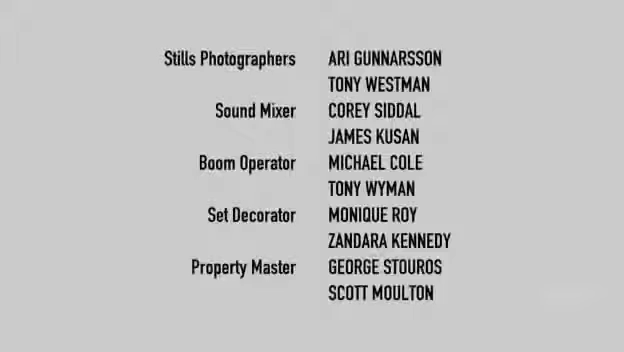 Stills Photographers ARI GUNNARSSON
TONY WESTMAN
Sound Mixer COREY SIDDAL
JAMES KUSAN
Boom Operator MICHAEL COLE
TONY WYMAN
Set Decorator MONIQUE ROY
ZANDARA KENNEDY
Property Master GEORGE STOUROS
SCOTT MOULTON